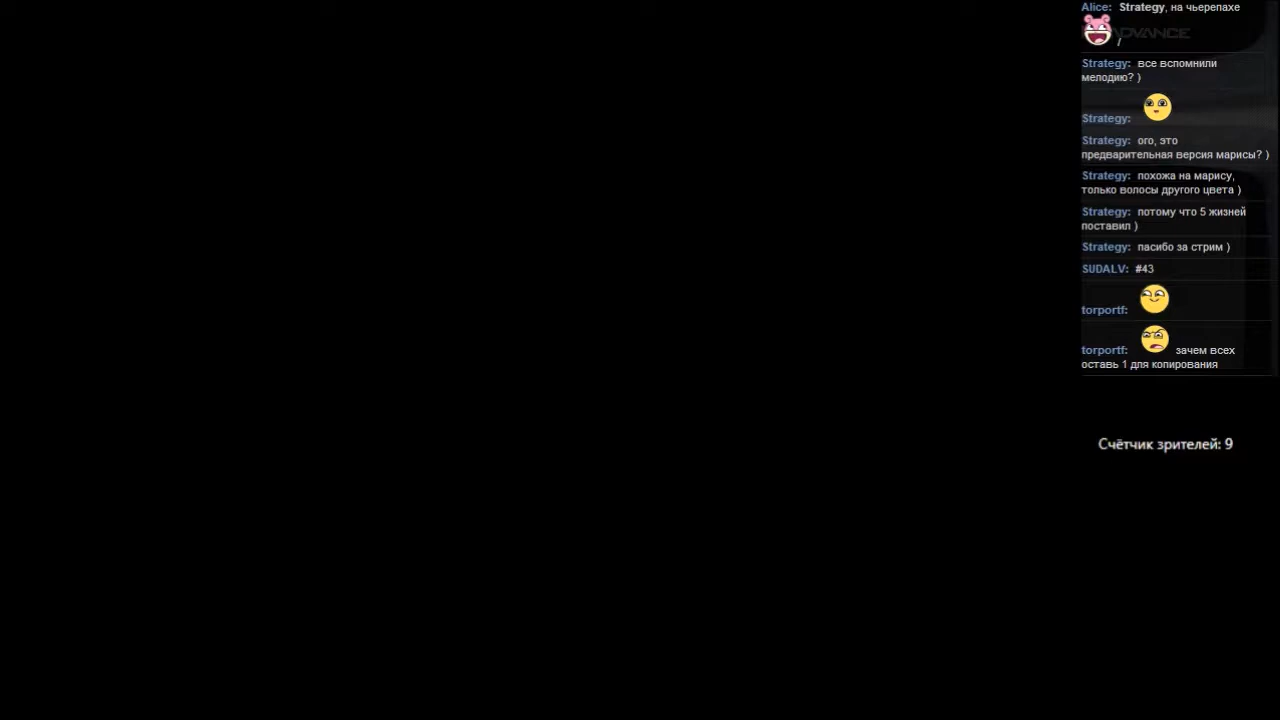 Alice: Strategy, на чьерепахе
ADVANCE
/
Strategy: все вспомнили
мелодию? )
Strategy:
Strategy: ого, это
предварительная версия марисы? )
Strategy: похожа на марису,
только волосы другого цвета )
Strategy: потому что 5 жизней
поставил )
Strategy: пасибо за стрим )
SUDALV: #43
torportf:
torportf: зачем всех
оставь 1 для копирования
Счётчик зрителей: 9